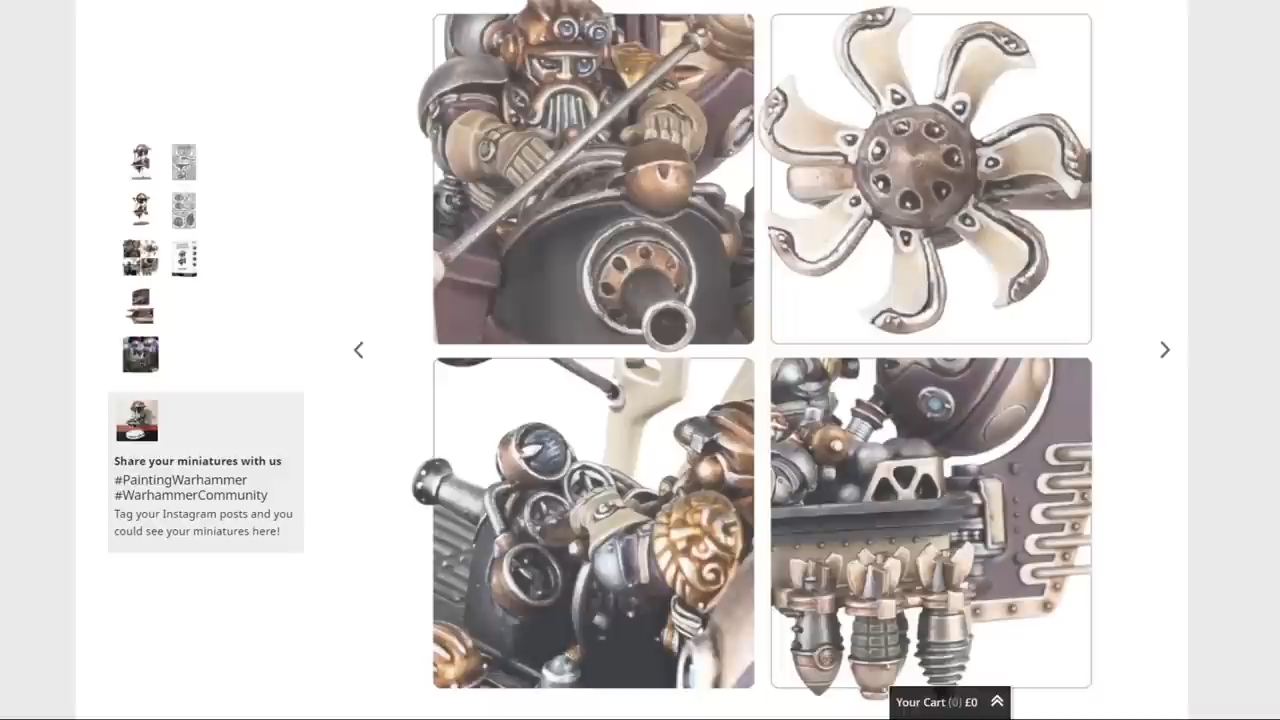 Share your miniatures with us
#PaintingWarhammer
#WarhammerCommunity
Tag your Instagram posts and you
could see your miniatures here!
Your Cart (0) £0